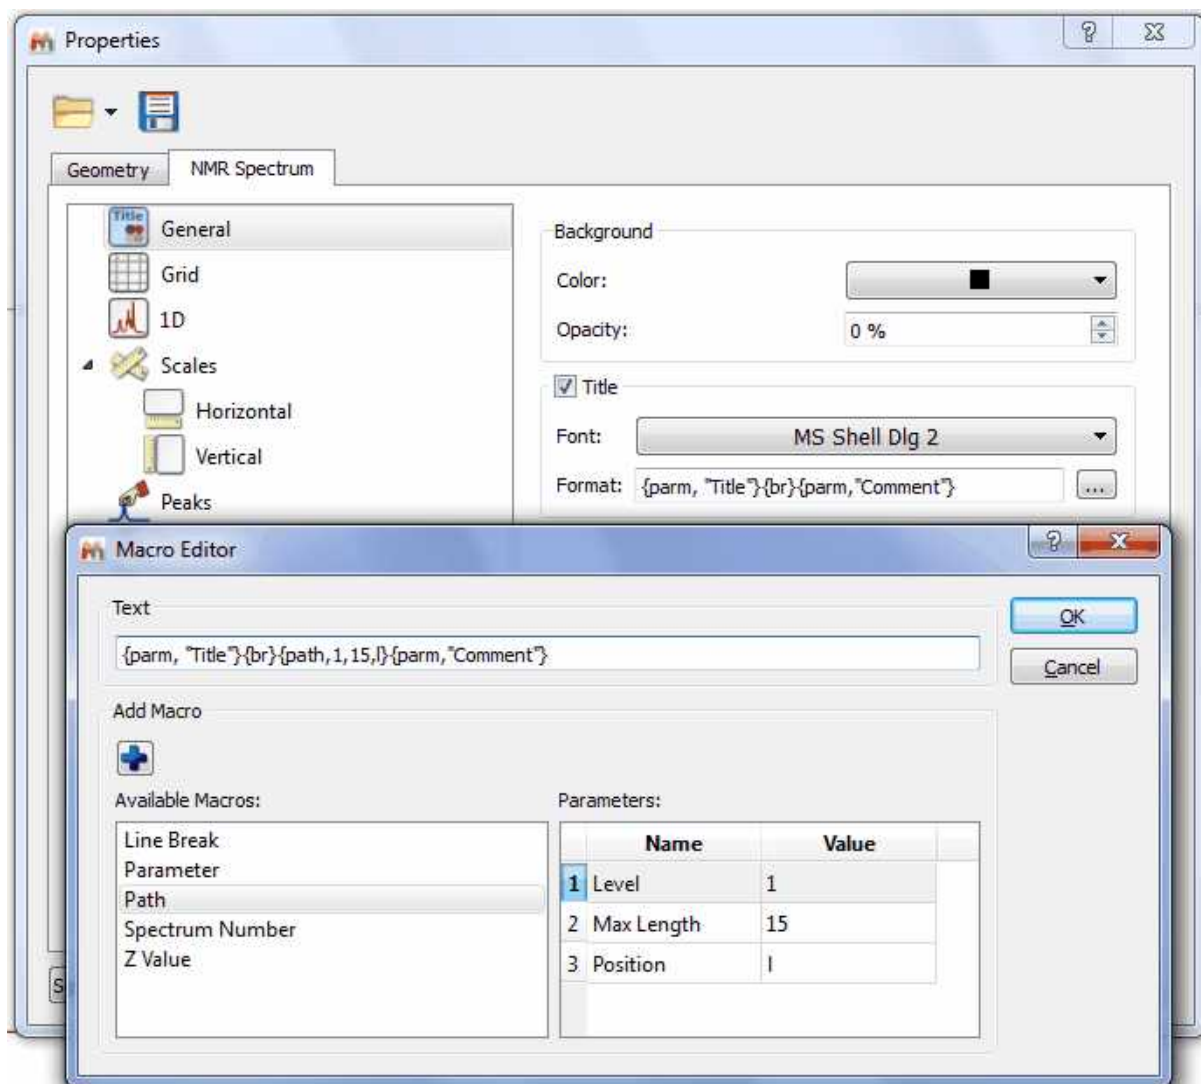 Properties
Geometry
NMR Spectrum
Title
General
Grid
1D
Scales
Horizontal
Vertical
Peaks
Background
Color:
Opacity: 0 %
Title
Font: MS Shell Dlg 2
Format: {parm, "Title"}{br}{parm,"Comment"} ...
Macro Editor
Text
{parm, "Title"}{br}{path,1,15,l}{parm,"Comment"}
OK
Cancel
Add Macro
Available Macros:
Line Break
Parameter
Path
Spectrum Number
Z Value
Parameters:
Name Value
1 Level 1
2 Max Length 15
3 Position l